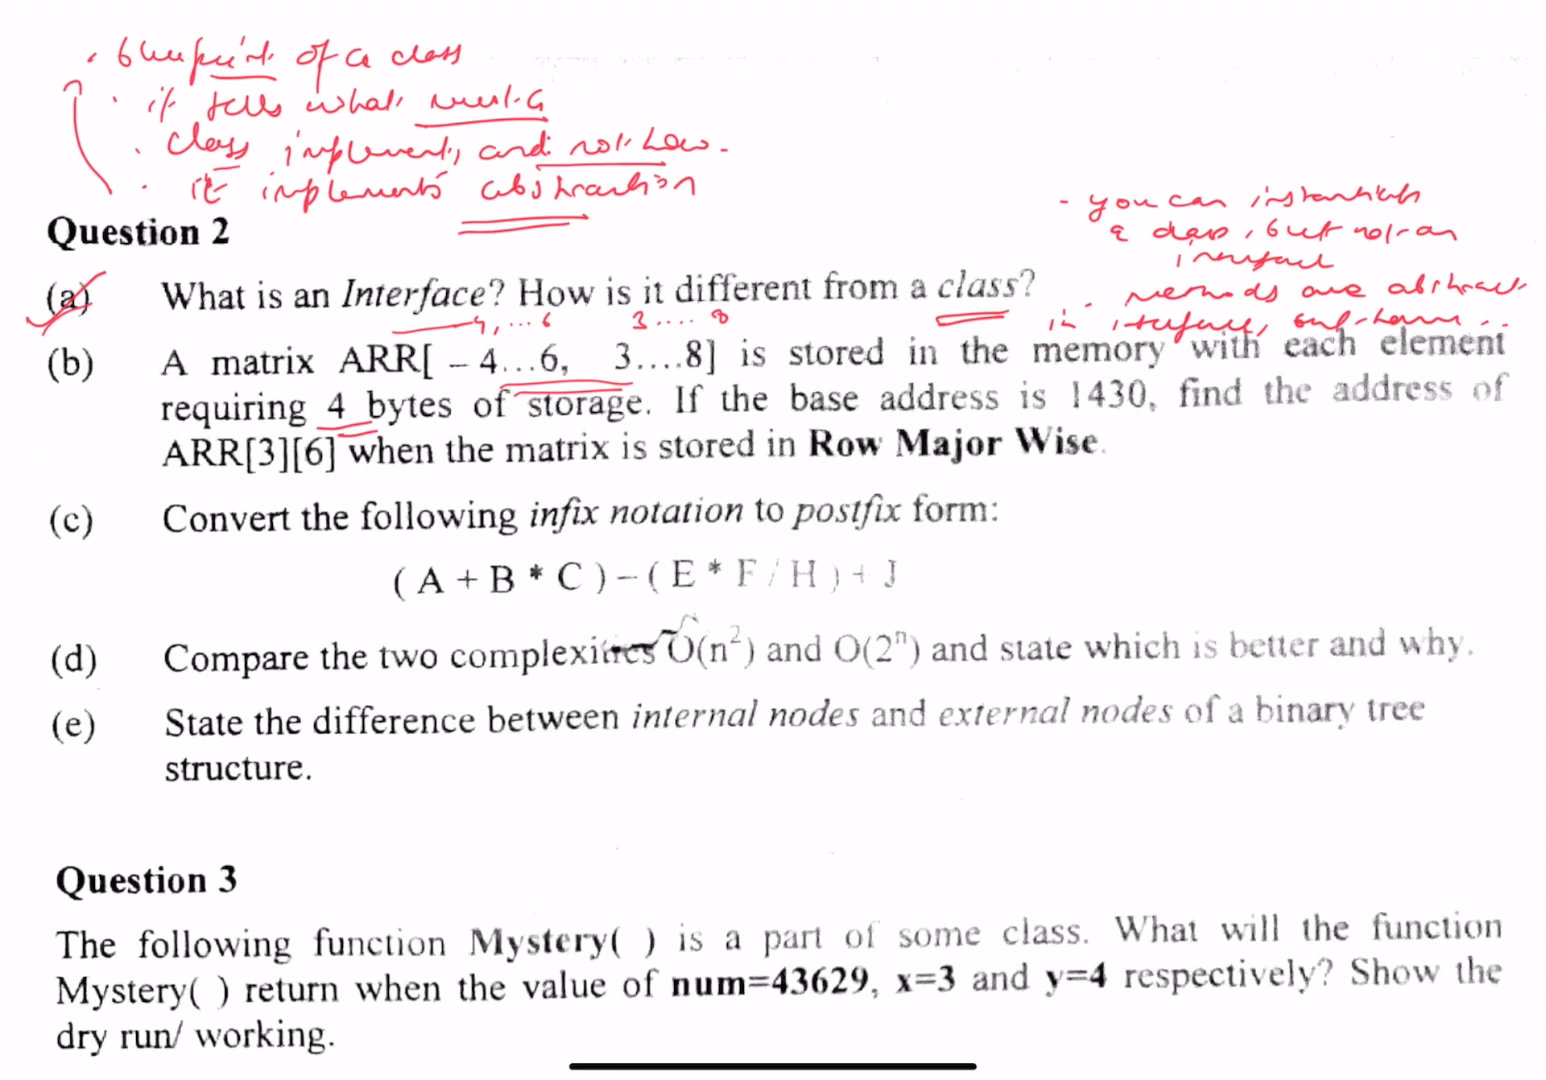 . blueprint of a class
. it tells what must a
. class implement, and not how.
. it implements abstraction
- you can instantiate
a class, but not an
interface
. methods are abstract
in interface,
Question 2
(a) What is an Interface? How is it different from a class?
4, ... 6 3 .... 8
(b) A matrix ARR[ – 4...6, 3....8] is stored in the memory with each element
requiring 4 bytes of storage. If the base address is 1430, find the address of
ARR[3][6] when the matrix is stored in Row Major Wise.
(c) Convert the following infix notation to postfix form:
( A + B * C ) – ( E * F / H ) + J
(d) Compare the two complexities O(n²) and O(2ⁿ) and state which is better and why.
(e) State the difference between internal nodes and external nodes of a binary tree
structure.
Question 3
The following function Mystery( ) is a part of some class. What will the function
Mystery( ) return when the value of num=43629, x=3 and y=4 respectively? Show the
dry run/ working.